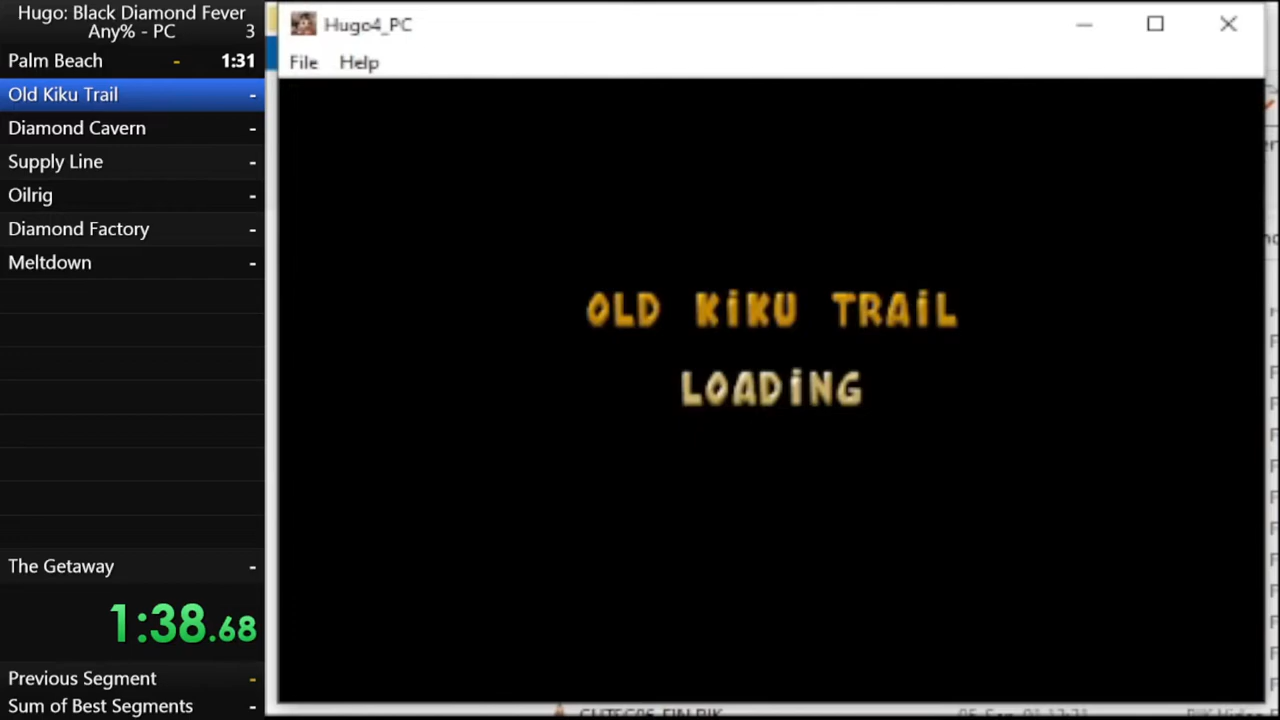 Hugo: Black Diamond Fever
Any% - PC 3
Palm Beach - 1:31
Old Kiku Trail -
Diamond Cavern -
Supply Line -
Oilrig -
Diamond Factory -
Meltdown -
The Getaway -
1:38.68
Previous Segment -
Sum of Best Segments -
Hugo4_PC
File Help
OLD KiKU TRAiL
LOADiNG